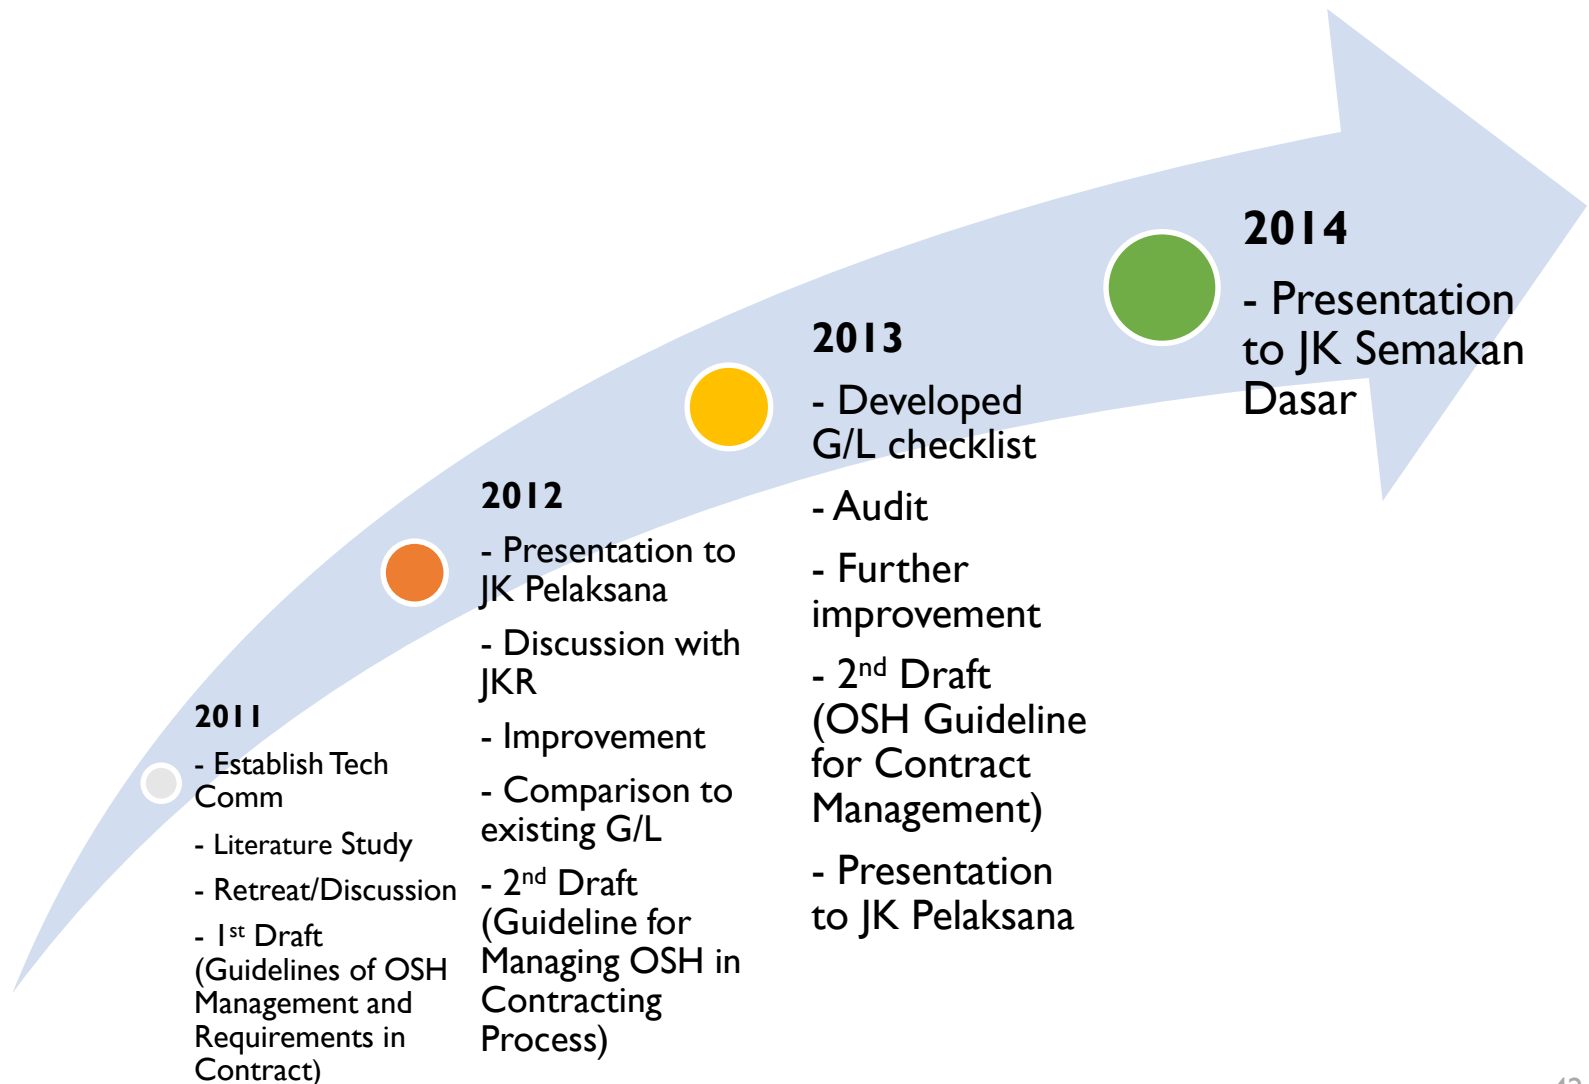 2011
- Establish Tech
Comm
- Literature Study
- Retreat/Discussion
- 1st Draft
(Guidelines of OSH
Management and
Requirements in
Contract)
2012
- Presentation to
JK Pelaksana
- Discussion with
JKR
- Improvement
- Comparison to
existing G/L
- 2nd Draft
(Guideline for
Managing OSH in
Contracting
Process)
2013
- Developed
G/L checklist
- Audit
- Further
improvement
- 2nd Draft
(OSH Guideline
for Contract
Management)
- Presentation
to JK Pelaksana
2014
- Presentation
to JK Semakan
Dasar